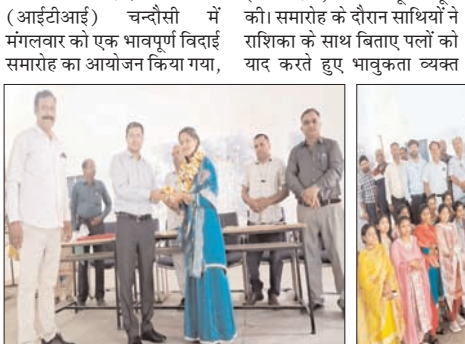 (आईटीआई) चन्दौसी में
मंगलवार को एक भावपूर्ण विदाई
समारोह का आयोजन किया गया,
की। समारोह के दौरान साथियों ने
राशिका के साथ बिताए पलों को
याद करते हुए भावुकता व्यक्त